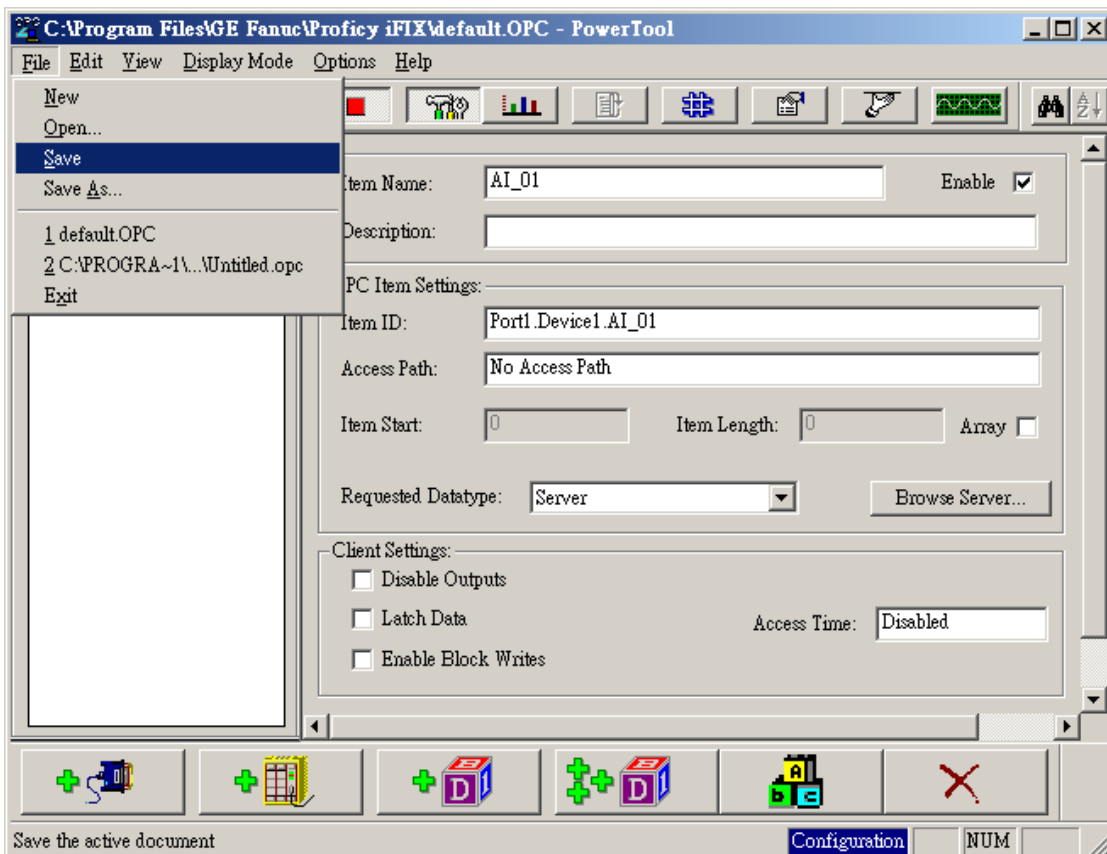 C:\Program Files\GE Fanuc\Proficy iFIX\default.OPC - PowerTool
File Edit View Display Mode Options Help
New
Open...
Save
Save As...
1 default.OPC
2 C:\PROGRA~1\...\Untitled.opc
Exit
Item Name: AI_01 Enable
Description:
PC Item Settings:
Item ID: Port1.Device1.AI_01
Access Path: No Access Path
Item Start: 0 Item Length: 0 Array
Requested Datatype: Server Browse Server...
Client Settings:
Disable Outputs
Latch Data Access Time: Disabled
Enable Block Writes
Save the active document Configuration NUM